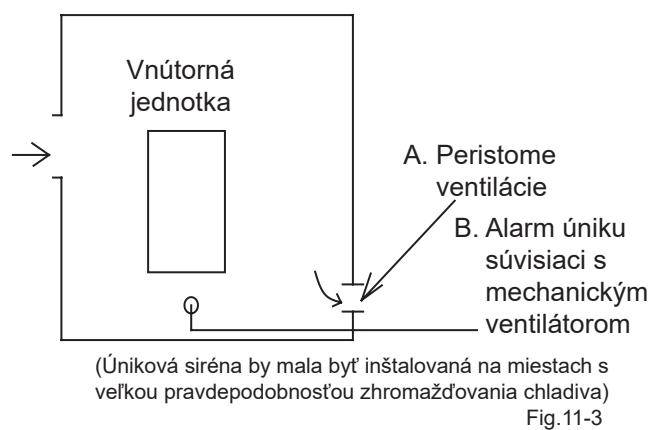 Vnútorná
jednotka
A. Peristome
ventilácie
B. Alarm úniku
súvisiaci s
mechanickým
ventilátorom
(Úniková siréna by mala byť inštalovaná na miestach s
veľkou pravdepodobnosťou zhromažďovania chladiva)
Fig.11-3